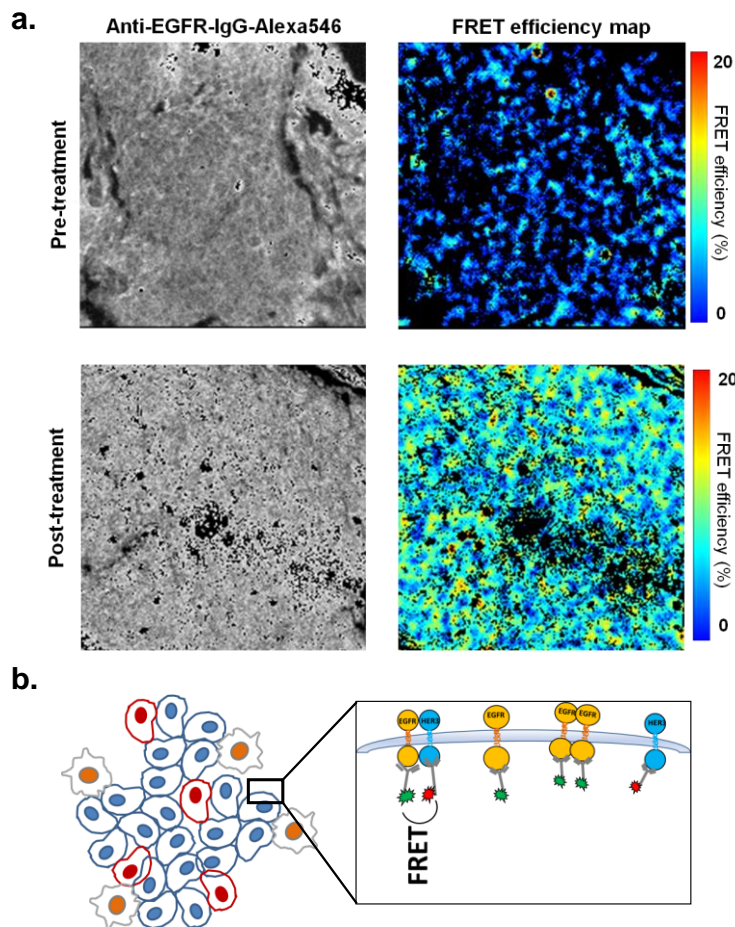 a.
Anti-EGFR-IgG-Alexa546
FRET efficiency map
Pre-treatment
20
FRET efficiency (%)
0
Post-treatment
20
FRET efficiency (%)
0
b.
EGFR
HER3
EGFR
EGFR
EGFR
HER3
FRET